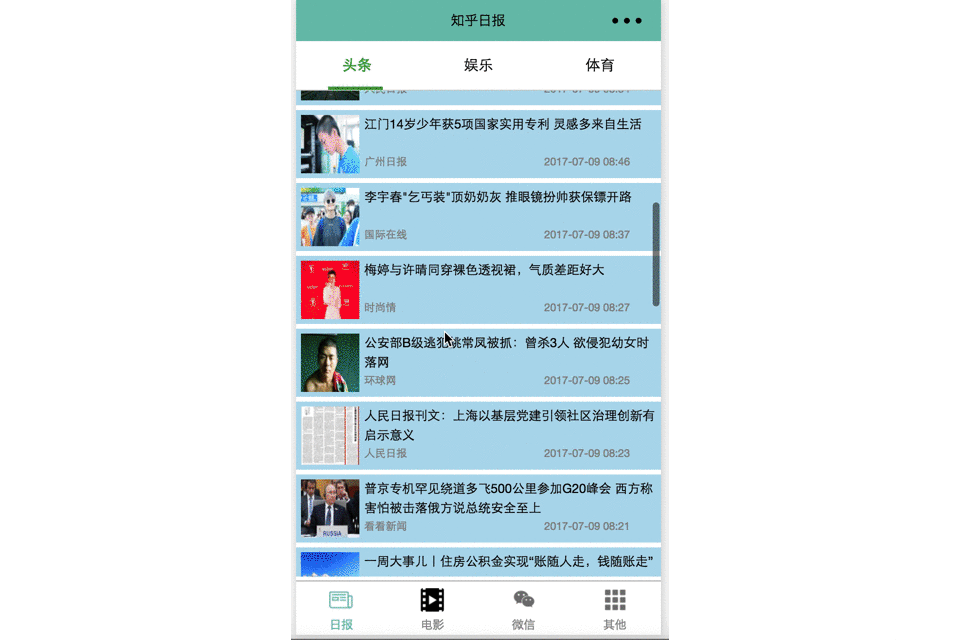 知乎日报
头条
娱乐
体育
江门14岁少年获5项国家实用专利 灵感多来自生活
广州日报
2017-07-09 08:46
李宇春"乞丐装"顶奶奶灰 推眼镜扮帅获保镖开路
国际在线
2017-07-09 08:37
梅婷与许晴同穿裸色透视裙，气质差距好大
时尚情
2017-07-09 08:27
公安部B级逃犯姚常凤被抓：曾杀3人 欲侵犯幼女时
落网
环球网
2017-07-09 08:25
人民日报刊文：上海以基层党建引领社区治理创新有
启示意义
人民日报
2017-07-09 08:23
普京专机罕见绕道多飞500公里参加G20峰会 西方称
害怕被击落俄方说总统安全至上
看看新闻
2017-07-09 08:21
RUSSIA
一周大事儿丨住房公积金实现“账随人走，钱随账走”
日报
电影
微信
其他